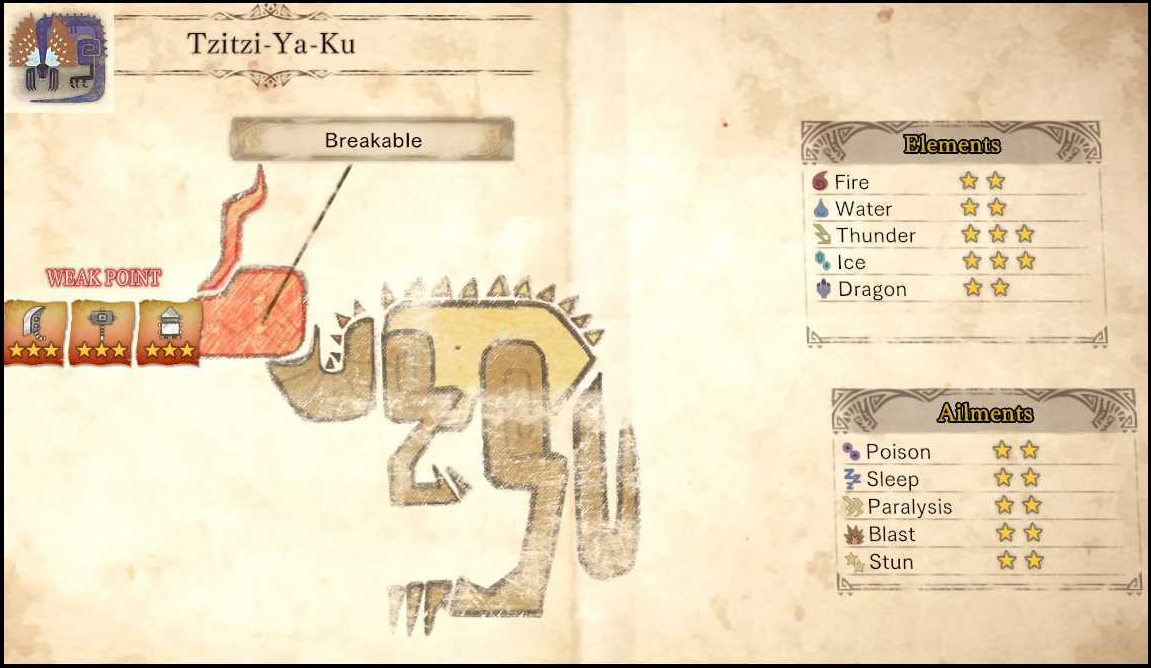 Tzitzi-Ya-Ku
Breakable
WEAK POINT
Elements
Fire
Water
Thunder
Ice
Dragon
Ailments
Poison
Sleep
Paralysis
Blast
Stun